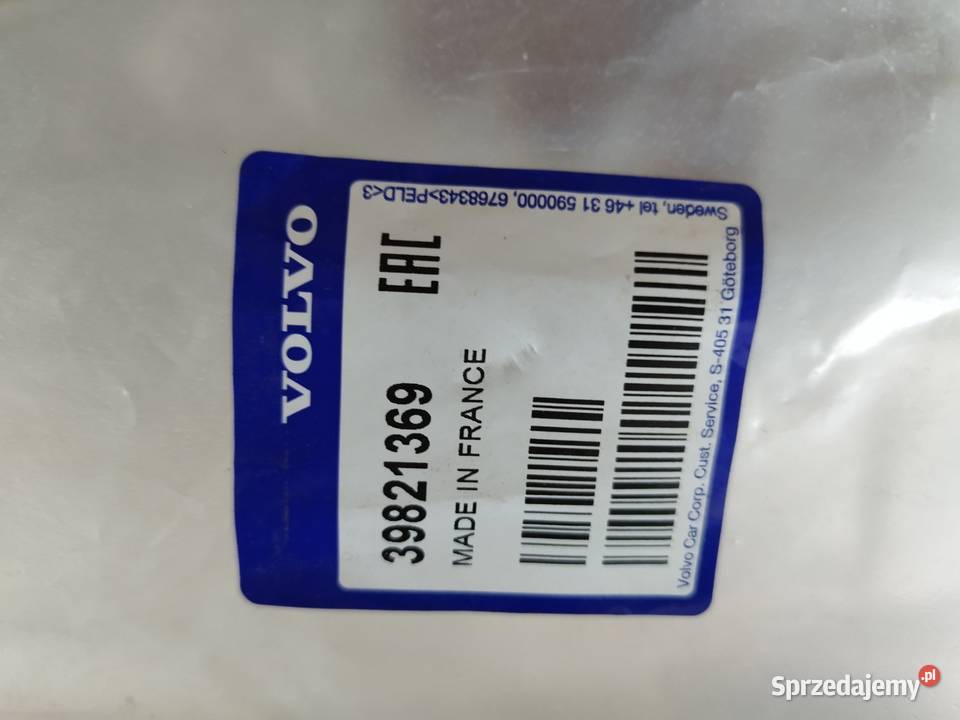 VOLVO
39821369 EAC
MADE IN FRANCE
Volvo Car Corp. Cust. Service, S-405 31 Göteborg
Sweden, tel +46 31 590000, 6768343>PELD<3
Sprzedajemy.pl